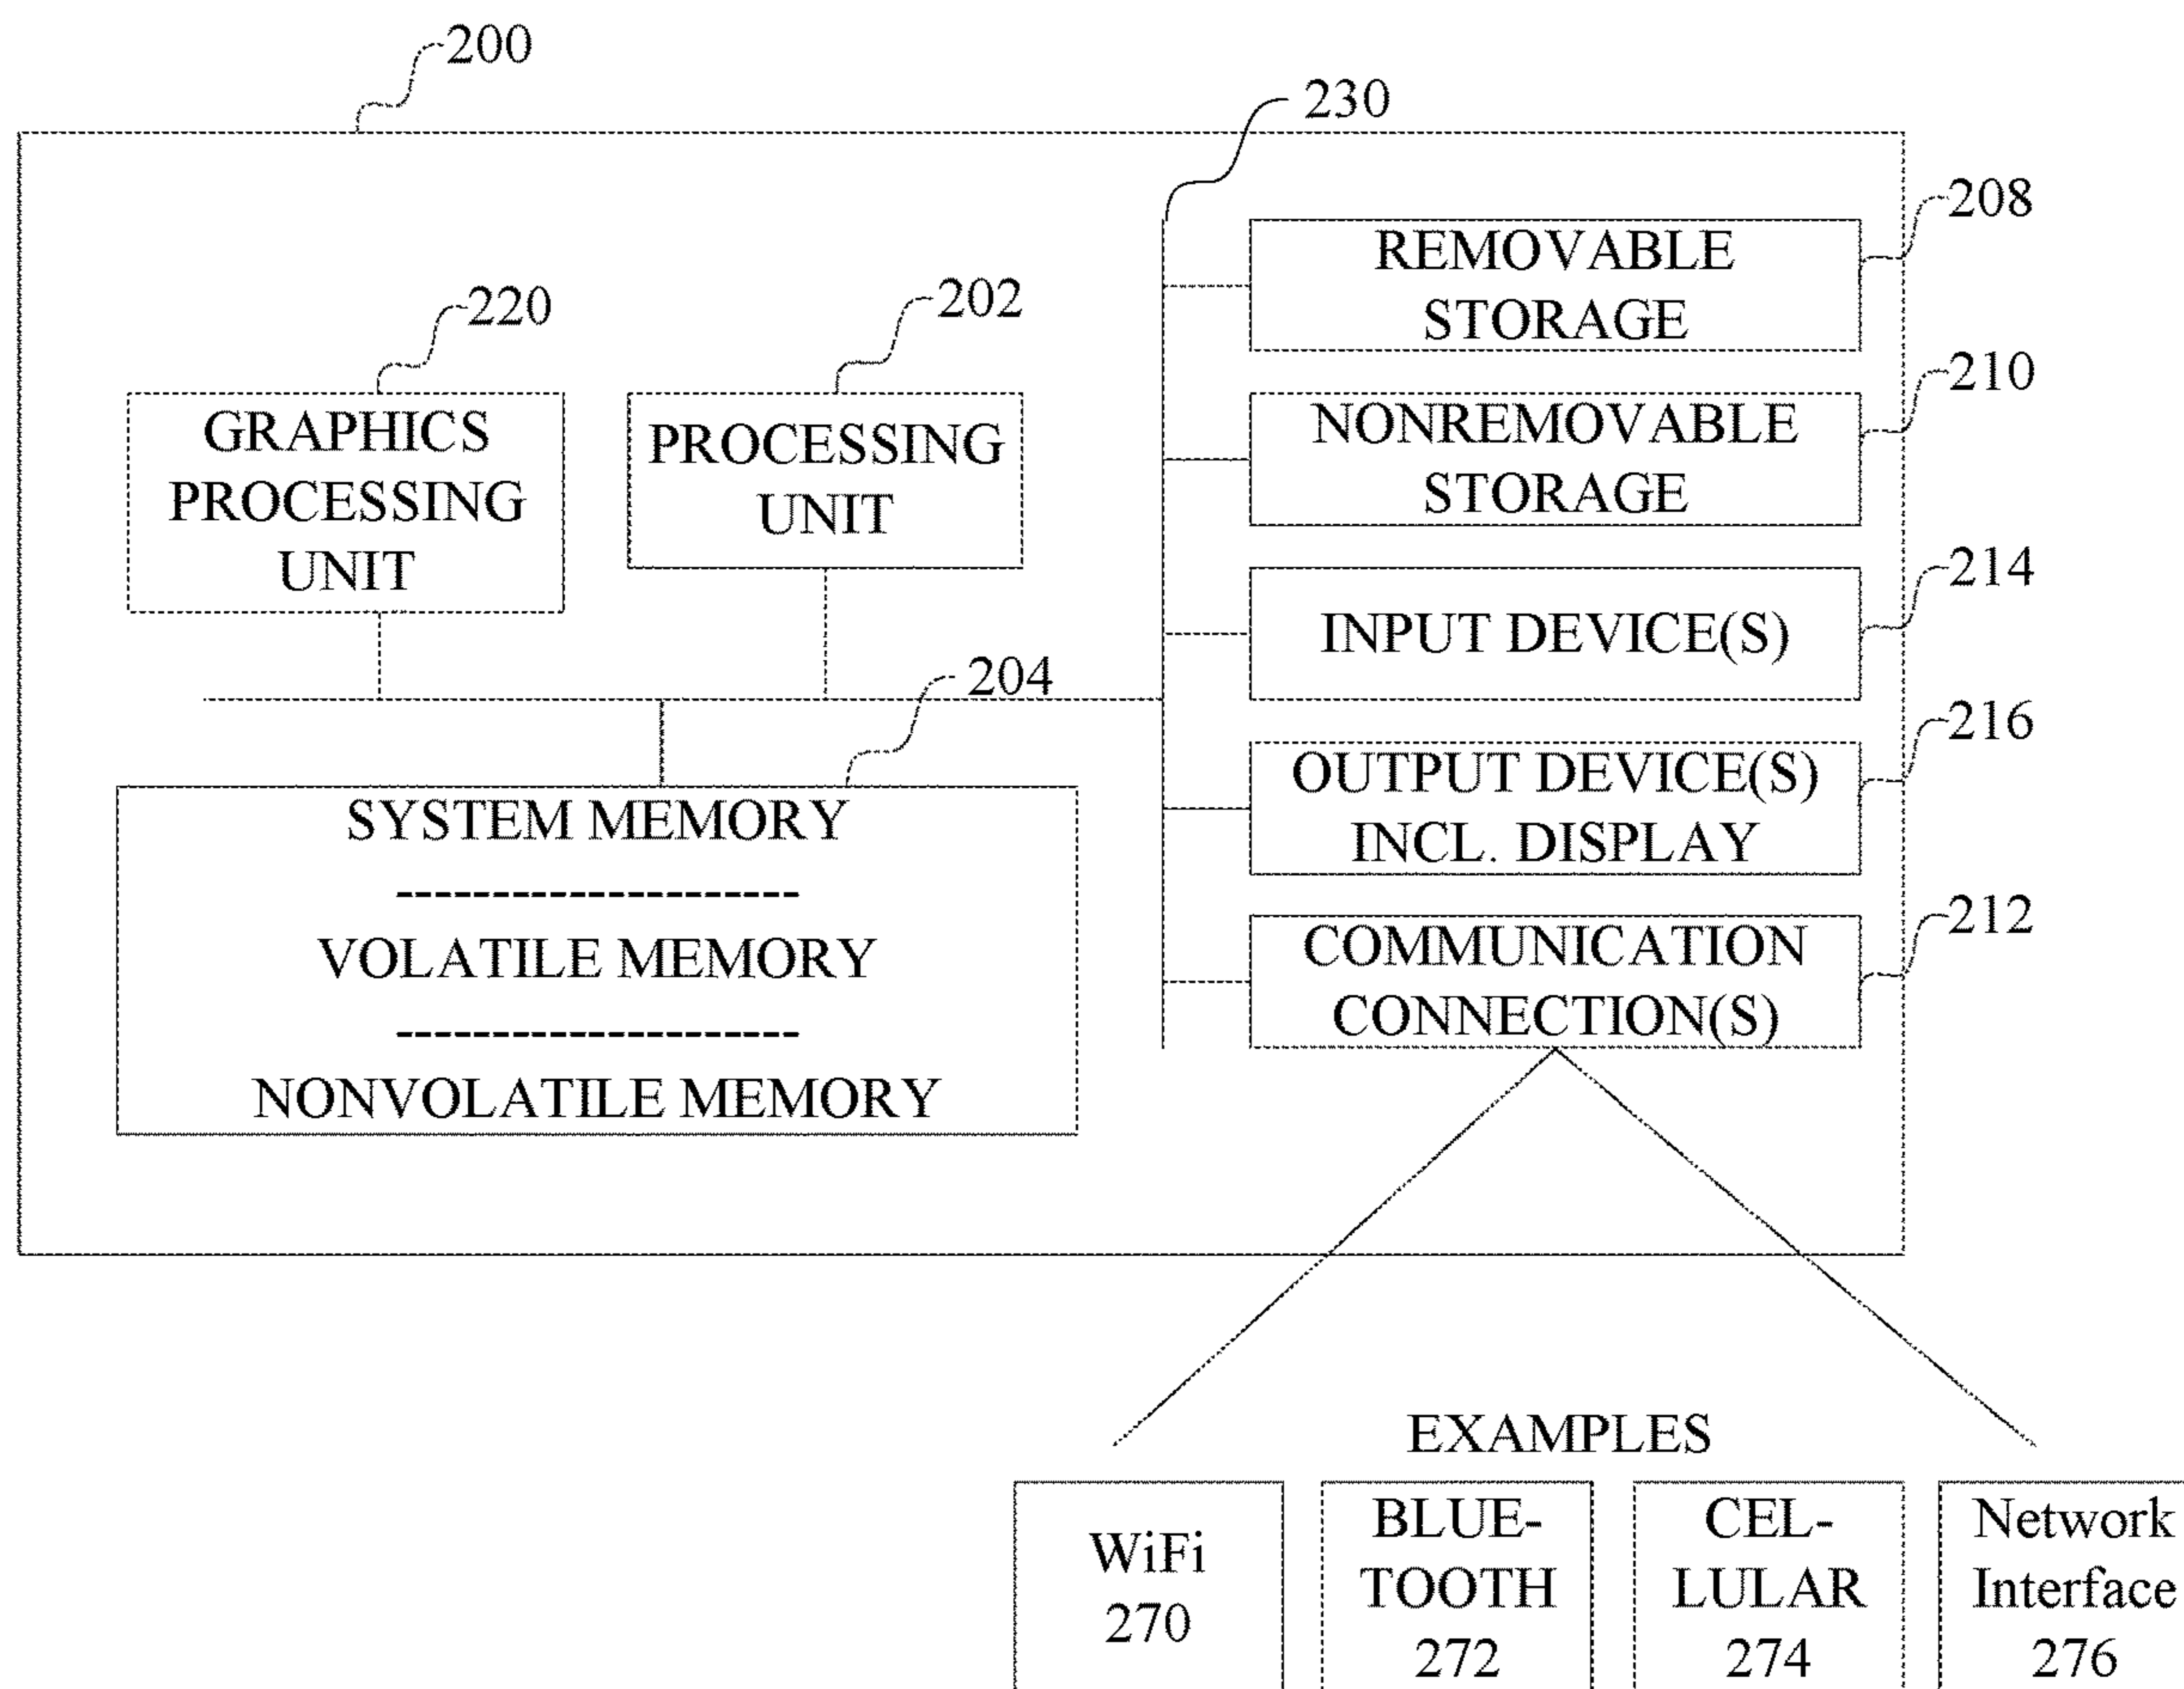 200
230
208
REMOVABLE
STORAGE
220
202
210
GRAPHICS
PROCESSING
UNIT
PROCESSING
UNIT
NONREMOVABLE
STORAGE
214
INPUT DEVICE(S)
204
216
SYSTEM MEMORY
--------------------
VOLATILE MEMORY
--------------------
NONVOLATILE MEMORY
OUTPUT DEVICE(S)
INCL. DISPLAY
212
COMMUNICATION
CONNECTION(S)
EXAMPLES
WiFi
270
BLUE-
TOOTH
272
CEL-
LULAR
274
Network
Interface
276